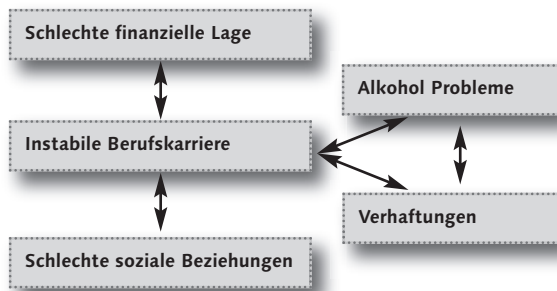 Schlechte finanzielle Lage
Alkohol Probleme
Instabile Berufskarriere
Verhaftungen
Schlechte soziale Beziehungen